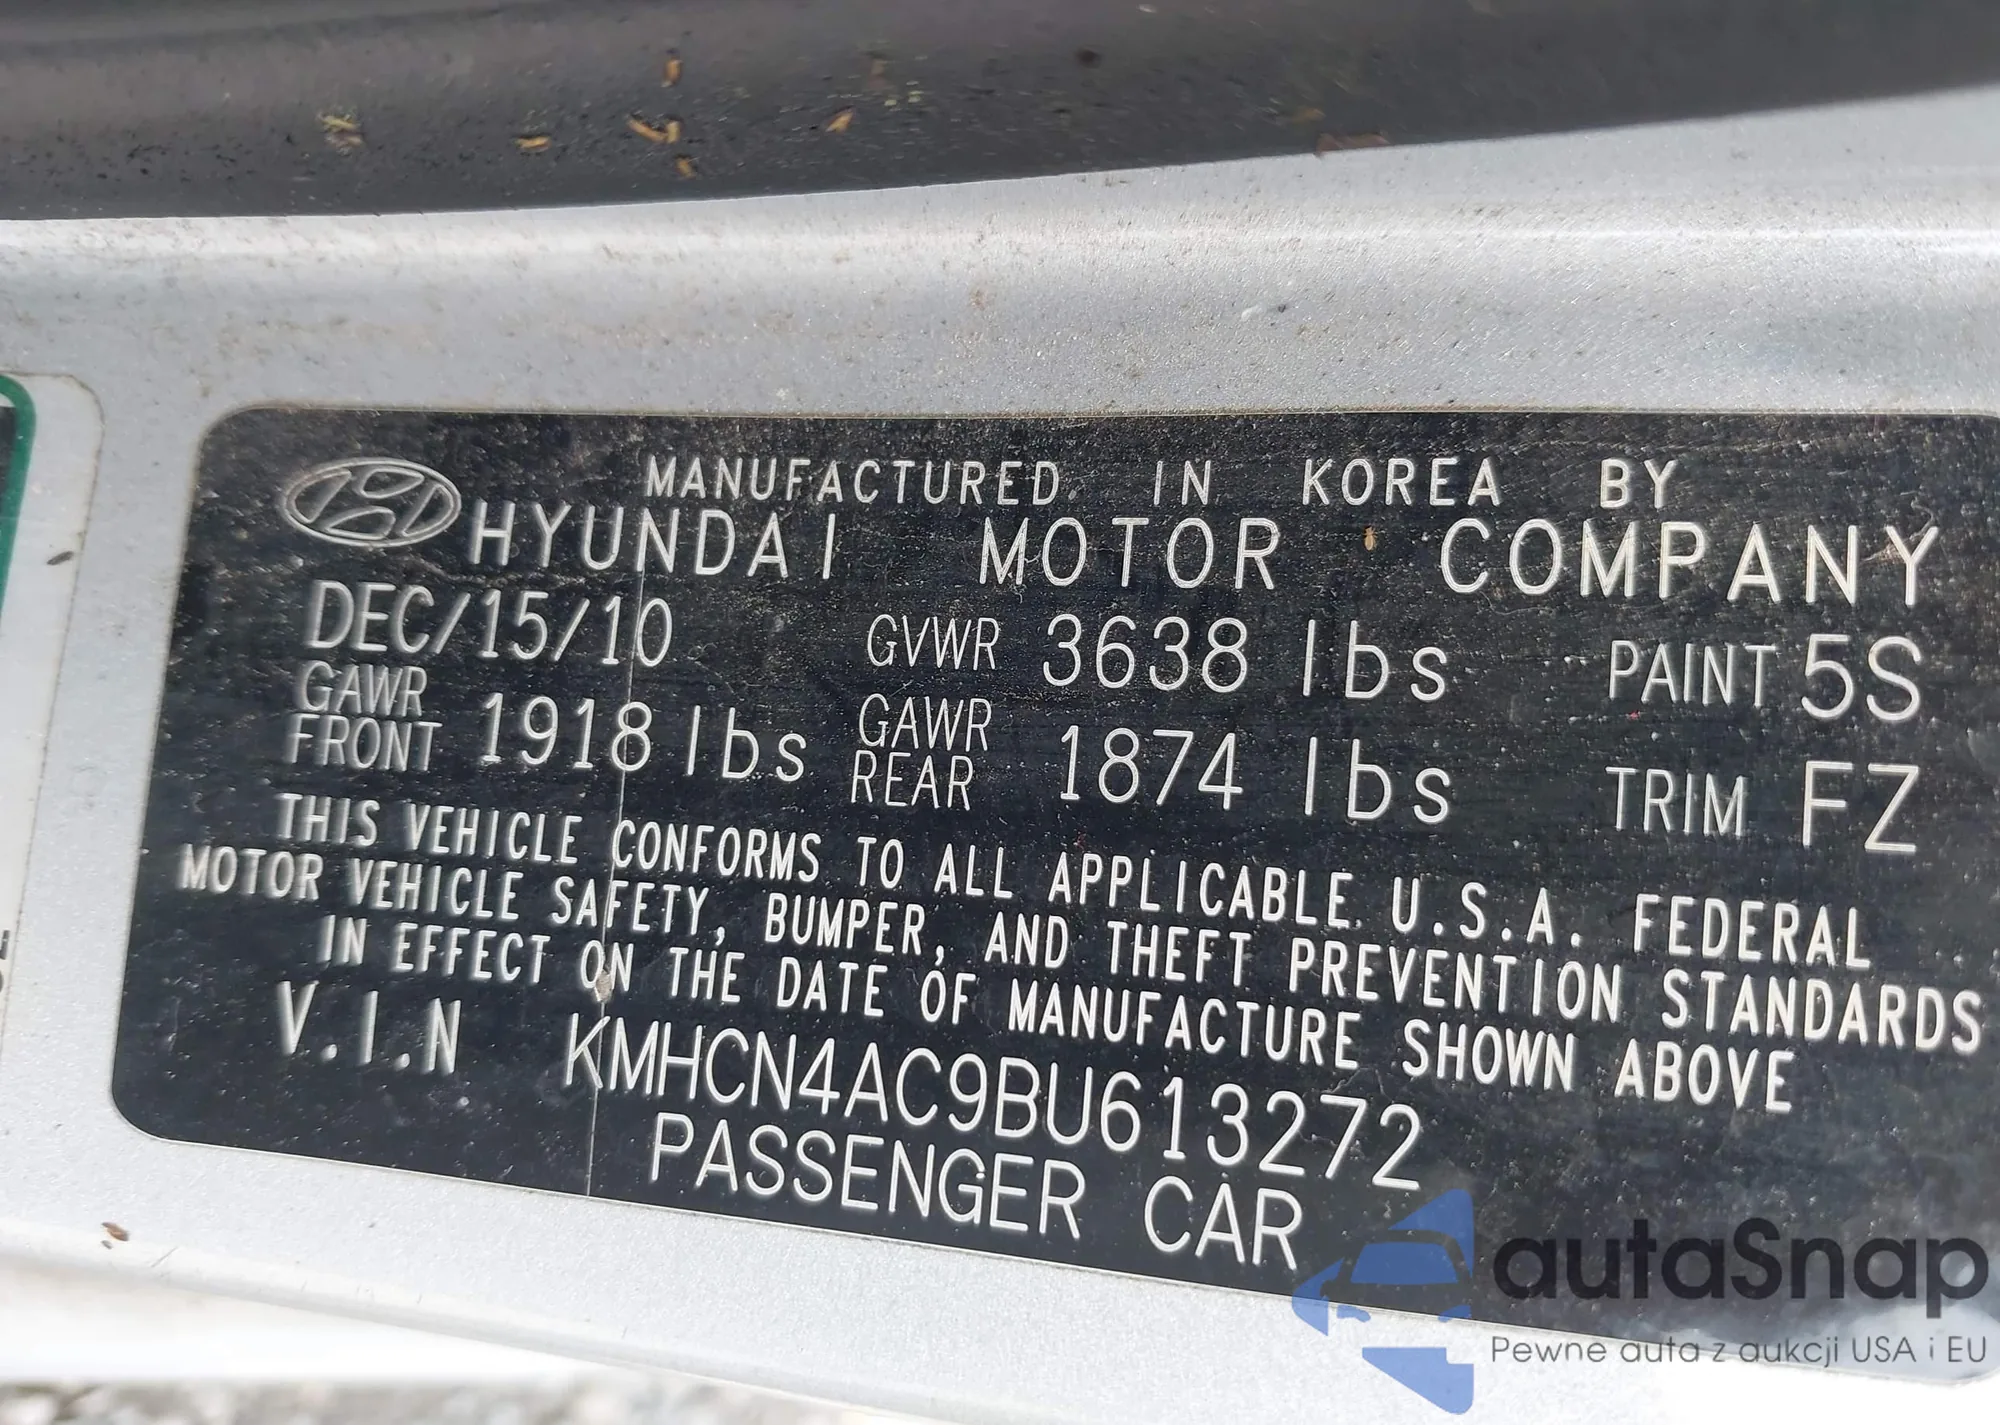 MANUFACTURED IN KOREA BY
HYUNDAI MOTOR COMPANY
DEC/15/10 GVWR 3638 lbs PAINT 5S
GAWR FRONT 1918 lbs GAWR REAR 1874 lbs TRIM FZ
THIS VEHICLE CONFORMS TO ALL APPLICABLE U.S.A. FEDERAL
MOTOR VEHICLE SAFETY, BUMPER, AND THEFT PREVENTION STANDARDS
IN EFFECT ON THE DATE OF MANUFACTURE SHOWN ABOVE
V.I.N KMHCN4AC9BU613272
PASSENGER CAR
autaSnap
Pewne auta z aukcji USA i EU